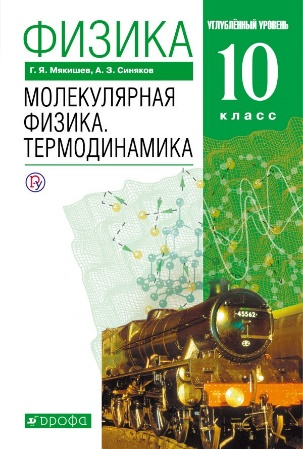 ФИЗИКА
УГЛУБЛЁННЫЙ УРОВЕНЬ
Г. Я. Мякишев, А. З. Синяков
10
класс
МОЛЕКУЛЯРНАЯ
ФИЗИКА.
ТЕРМОДИНАМИКА
45562
дрофа